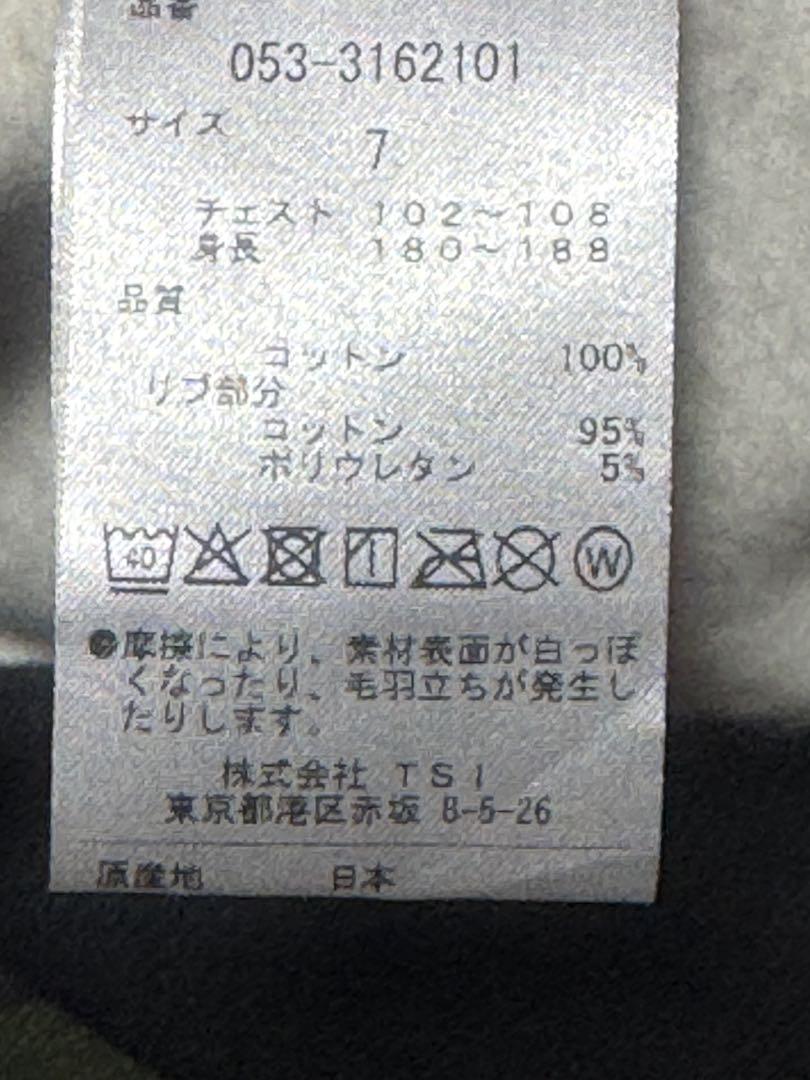 品番
053-3162101
サイズ
7
チェスト 102～108
身長 180～188
品質
コットン 100%
リブ部分
コットン 95%
ポリウレタン 5%
40
W
●摩擦により、素材表面が白っぽ
くなったり、毛羽立ちが発生し
たりします。
株式会社 TSI
東京都港区赤坂 8-5-26
原産地 日本